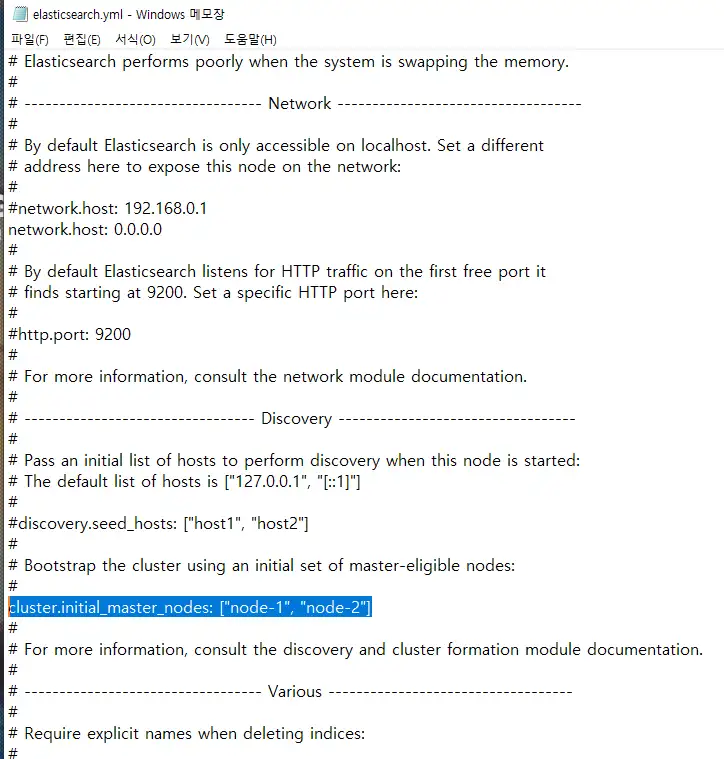 elasticsearch.yml - Windows 메모장
파일(F) 편집(E) 서식(O) 보기(V) 도움말(H)
# Elasticsearch performs poorly when the system is swapping the memory.
#
# ---------------------------------- Network -----------------------------------
#
# By default Elasticsearch is only accessible on localhost. Set a different
# address here to expose this node on the network:
#
#network.host: 192.168.0.1
network.host: 0.0.0.0
#
# By default Elasticsearch listens for HTTP traffic on the first free port it
# finds starting at 9200. Set a specific HTTP port here:
#
#http.port: 9200
#
# For more information, consult the network module documentation.
#
# --------------------------------- Discovery ----------------------------------
#
# Pass an initial list of hosts to perform discovery when this node is started:
# The default list of hosts is ["127.0.0.1", "[::1]"]
#
#discovery.seed_hosts: ["host1", "host2"]
#
# Bootstrap the cluster using an initial set of master-eligible nodes:
#
cluster.initial_master_nodes: ["node-1", "node-2"]
#
# For more information, consult the discovery and cluster formation module documentation.
#
# ---------------------------------- Various -----------------------------------
#
# Require explicit names when deleting indices:
#